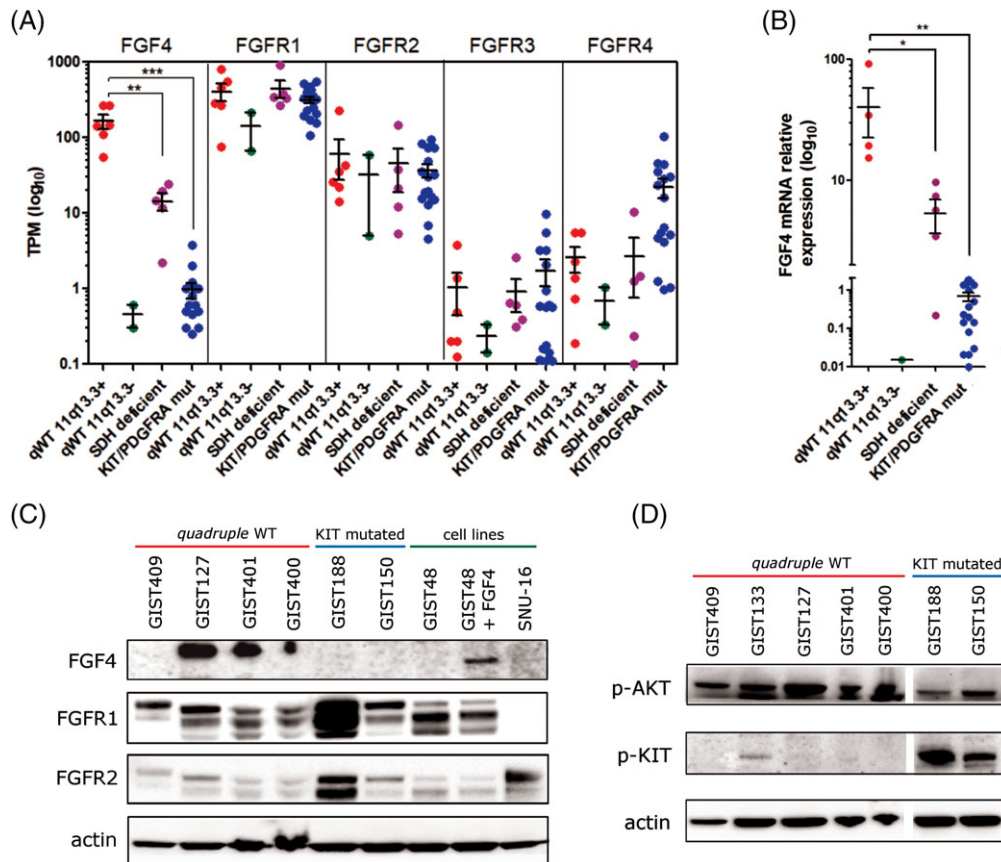 (A)
FGF4 FGFR1 FGFR2 FGFR3 FGFR4
*** 
**
TPM (log10)
1000
100
10
1
0.1
qWT 11q13.3+
qWT 11q13.3-
SDH deficient
KIT/PDGFRA mut
qWT 11q13.3+
qWT 11q13.3-
SDH deficient
KIT/PDGFRA mut
qWT 11q13.3+
qWT 11q13.3-
SDH deficient
KIT/PDGFRA mut
qWT 11q13.3+
qWT 11q13.3-
SDH deficient
KIT/PDGFRA mut
qWT 11q13.3+
qWT 11q13.3-
SDH deficient
KIT/PDGFRA mut
(B)
**
*
FGF4 mRNA relative
expression (log10)
100
10
1
0.1
0.01
qWT 11q13.3+
qWT 11q13.3-
SDH deficient
KIT/PDGFRA mut
(C)
quadruple WT KIT mutated cell lines
GIST409
GIST127
GIST401
GIST400
GIST188
GIST150
GIST48
GIST48
+ FGF4
SNU-16
FGF4
FGFR1
FGFR2
actin
(D)
quadruple WT KIT mutated
GIST409
GIST133
GIST127
GIST401
GIST400
GIST188
GIST150
p-AKT
p-KIT
actin